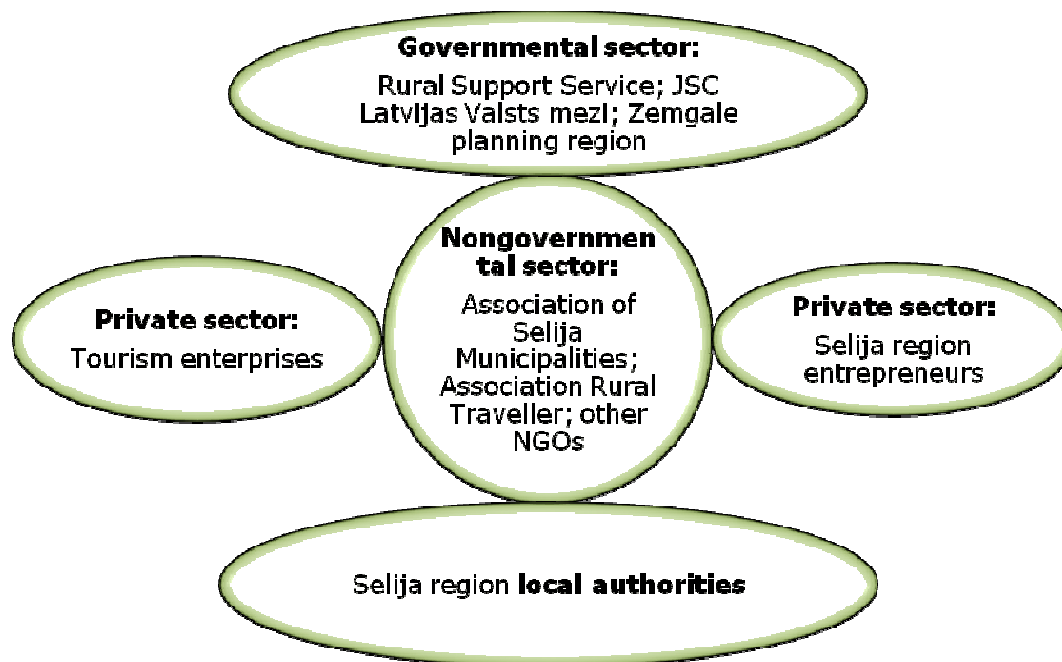 Governmental sector:
Rural Support Service; JSC
Latvijas Valsts mezi; Zemgale
planning region
Nongovernmen
tal sector:
Association of
Selija
Municipalities;
Association Rural
Traveller; other
NGOs
Private sector:
Tourism enterprises
Private sector:
Selija region
entrepreneurs
Selija region local authorities